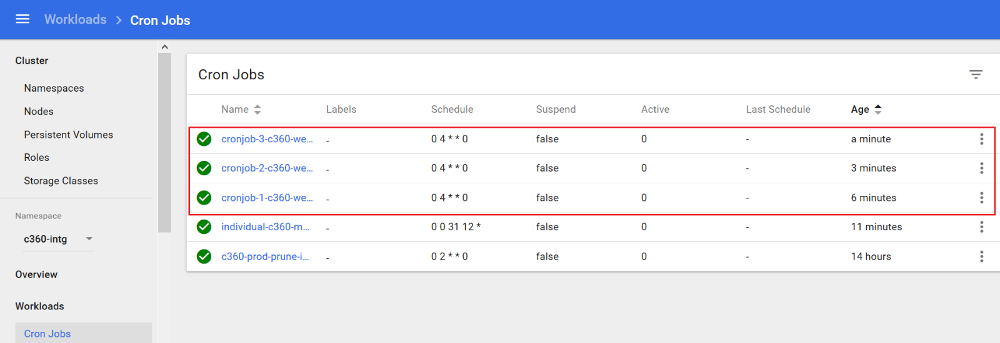 Workloads > Cron Jobs
Cluster
Namespaces
Nodes
Persistent Volumes
Roles
Storage Classes
Namespace
c360-intg
Overview
Workloads
Cron Jobs
Cron Jobs
Name Labels Schedule Suspend Active Last Schedule Age
cronjob-3-c360-we... - 0 4 * * 0 false 0 - a minute
cronjob-2-c360-we... - 0 4 * * 0 false 0 - 3 minutes
cronjob-1-c360-we... - 0 4 * * 0 false 0 - 6 minutes
individual-c360-m... - 0 0 31 12 * false 0 - 11 minutes
c360-prod-prune-i... - 0 2 * * 0 false 0 - 14 hours